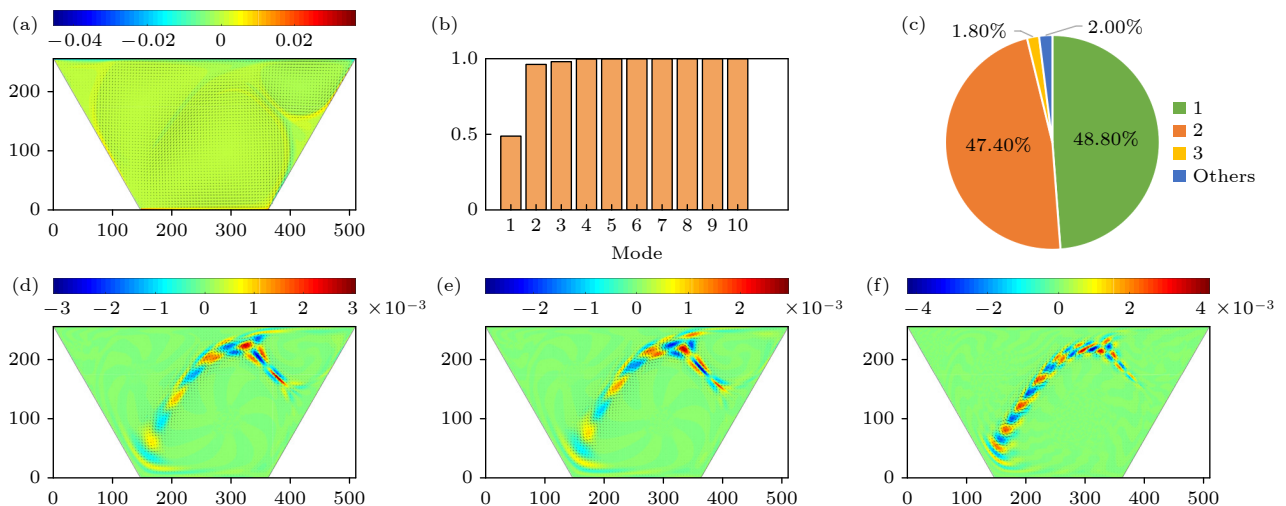 (a)
−0.04 −0.02 0 0.02
200
100
0
0 100 200 300 400 500
(b)
1.0
0.5
0
1 2 3 4 5 6 7 8 9 10
Mode
(c)
1.80%
2.00%
47.40%
48.80%
1
2
3
Others
(d)
−3 −2 −1 0 1 2 3 ×10−3
200
100
0
0 100 200 300 400 500
(e)
−2 −1 0 1 2 ×10−3
200
100
0
0 100 200 300 400 500
(f)
−4 −2 0 2 4 ×10−3
200
100
0
0 100 200 300 400 500